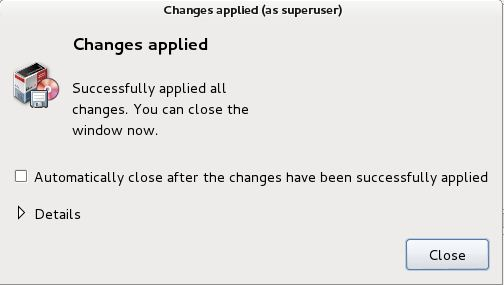 Changes applied (as superuser)
Changes applied
Successfully applied all
changes. You can close the
window now.
Automatically close after the changes have been successfully applied
Details
Close